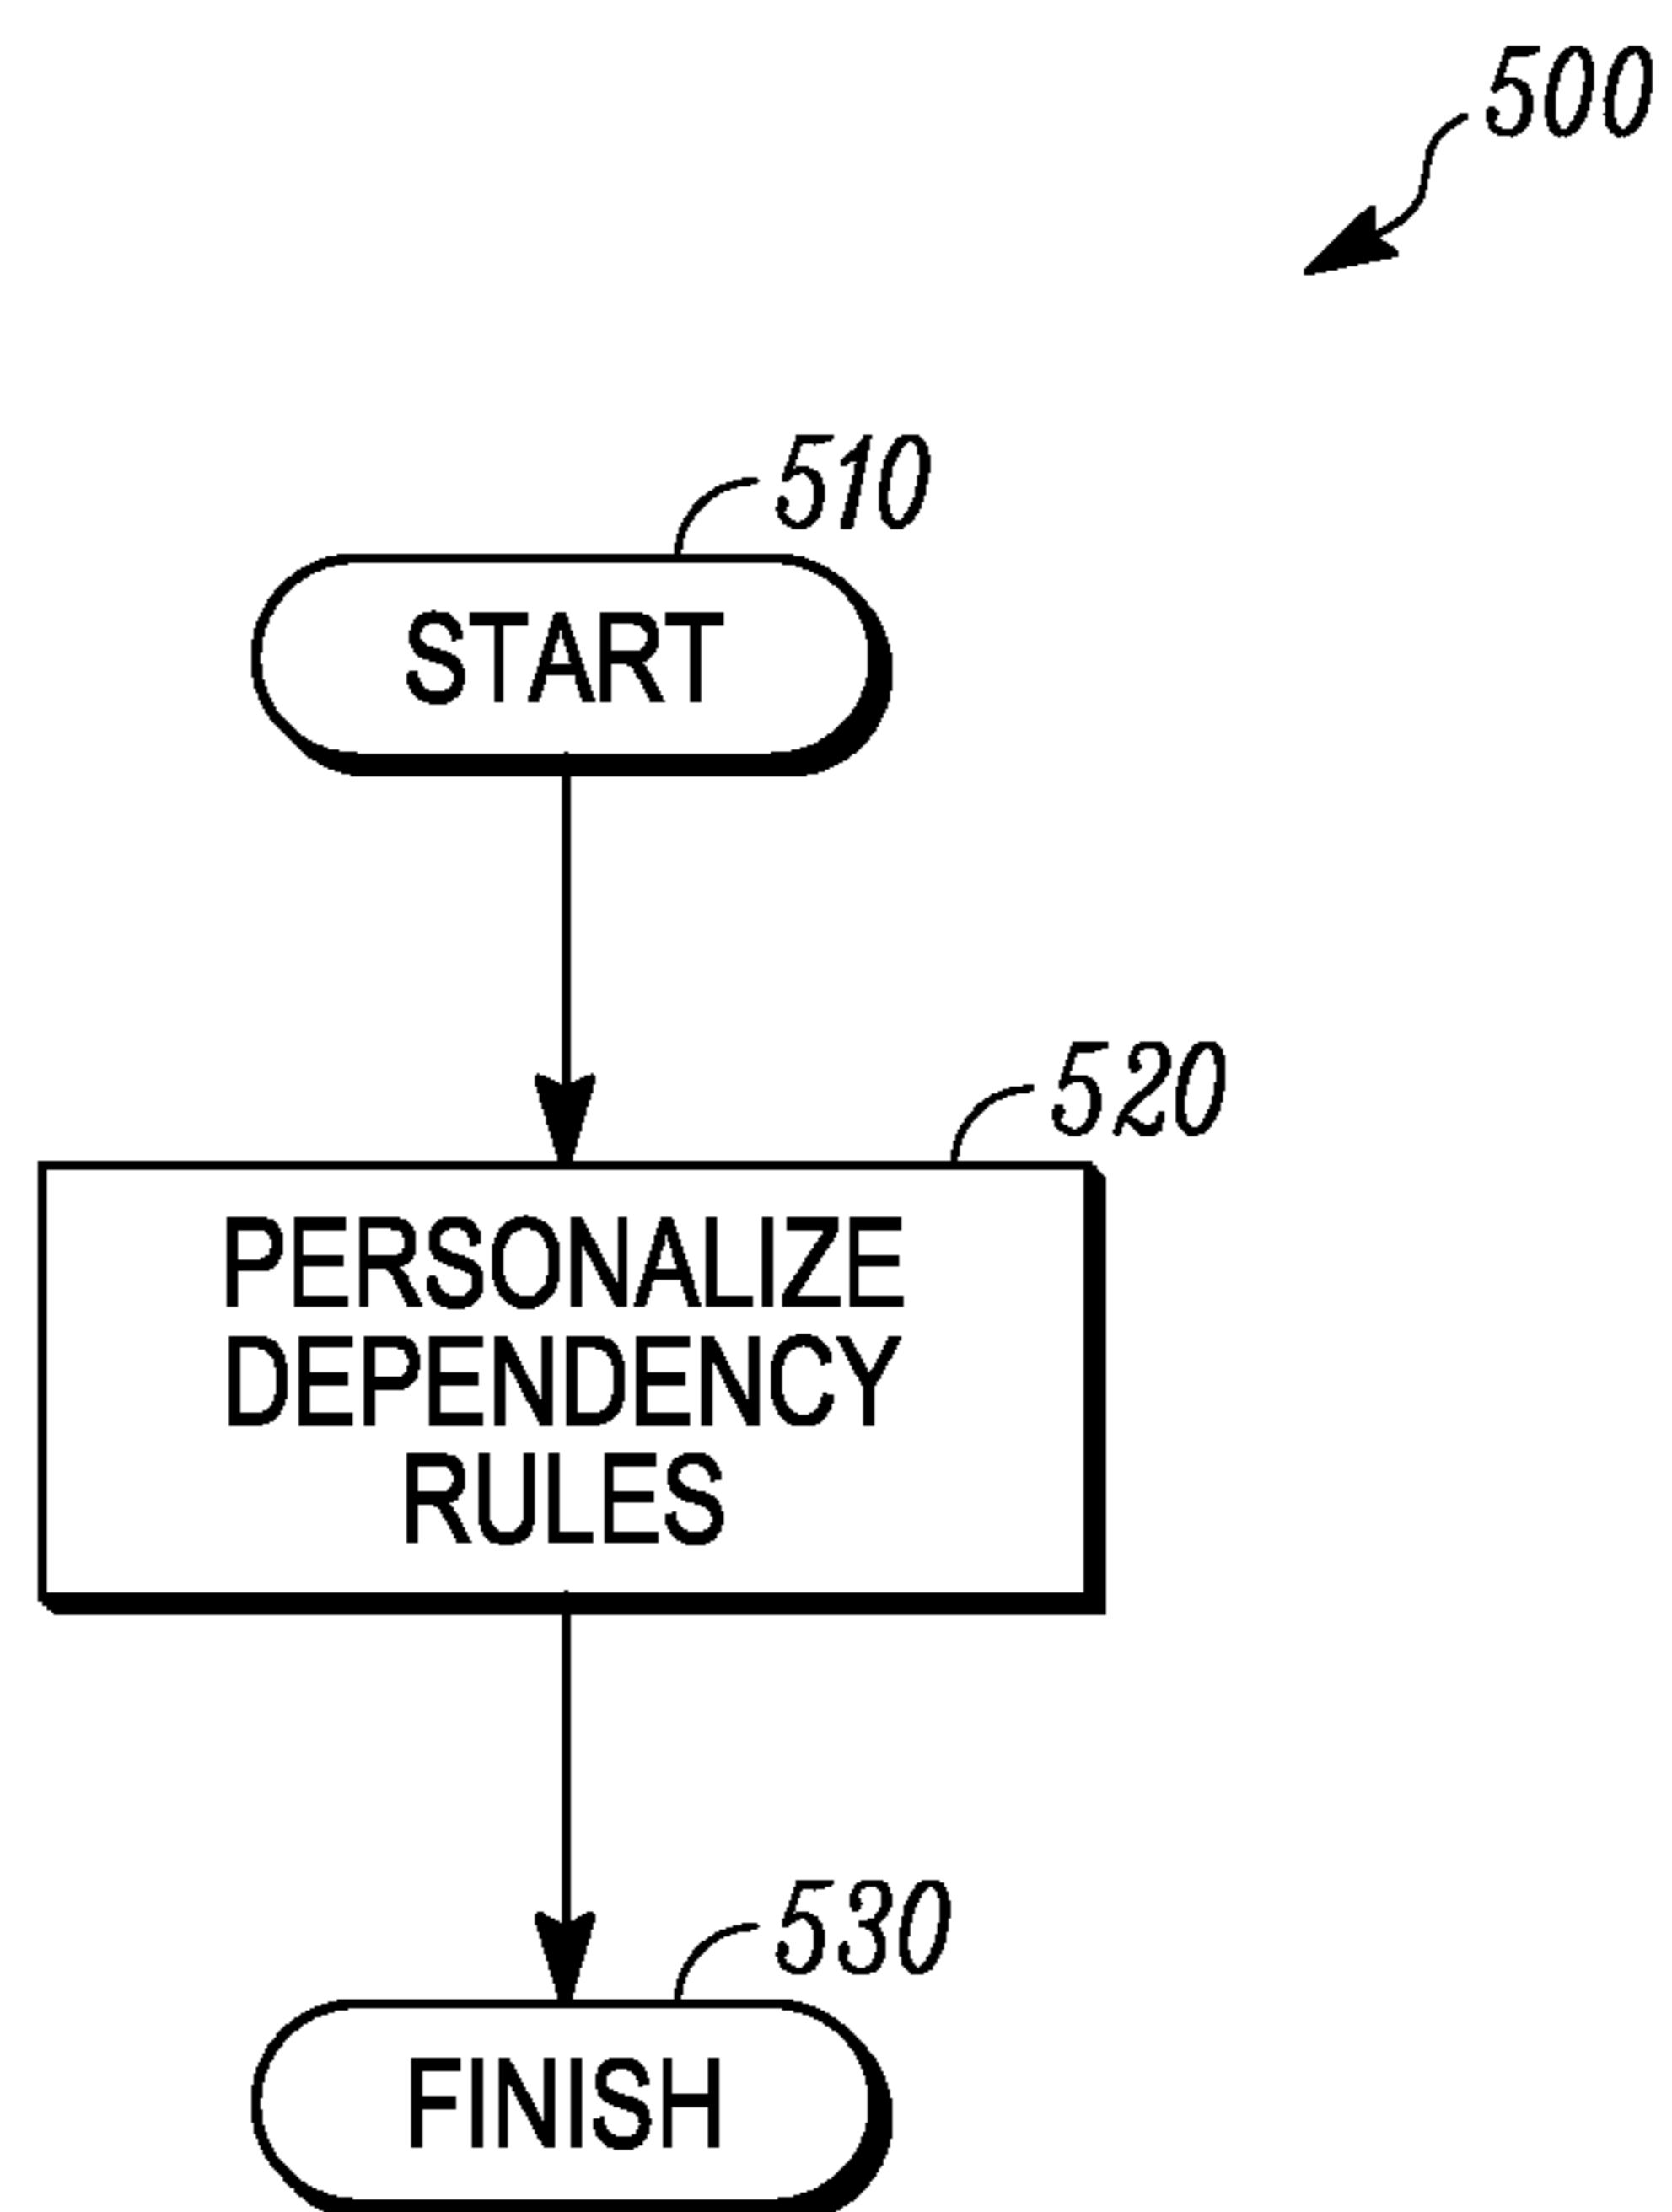 500
510
START
520
PERSONALIZE
DEPENDENCY
RULES
530
FINISH